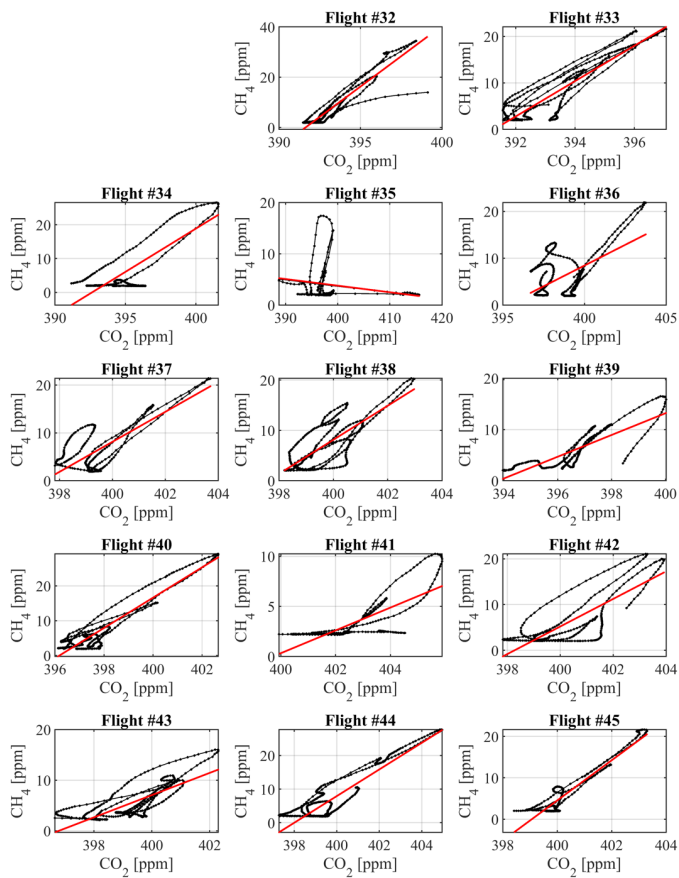 Flight #32
CH4 [ppm]
40
20
0
390
395
400
CO2 [ppm]
Flight #33
CH4 [ppm]
20
10
0
392
394
396
CO2 [ppm]
Flight #34
CH4 [ppm]
20
10
0
390
395
400
CO2 [ppm]
Flight #35
CH4 [ppm]
20
10
0
390
400
410
420
CO2 [ppm]
Flight #36
CH4 [ppm]
20
10
0
395
400
405
CO2 [ppm]
Flight #37
CH4 [ppm]
20
10
0
398
400
402
404
CO2 [ppm]
Flight #38
CH4 [ppm]
20
10
0
398
400
402
404
CO2 [ppm]
Flight #39
CH4 [ppm]
20
10
0
394
396
398
400
CO2 [ppm]
Flight #40
CH4 [ppm]
20
10
0
396
398
400
402
CO2 [ppm]
Flight #41
CH4 [ppm]
10
5
0
400
402
404
CO2 [ppm]
Flight #42
CH4 [ppm]
20
10
0
398
400
402
404
CO2 [ppm]
Flight #43
CH4 [ppm]
20
10
0
398
400
402
CO2 [ppm]
Flight #44
CH4 [ppm]
20
10
0
398
400
402
404
CO2 [ppm]
Flight #45
CH4 [ppm]
20
10
0
398
400
402
404
CO2 [ppm]